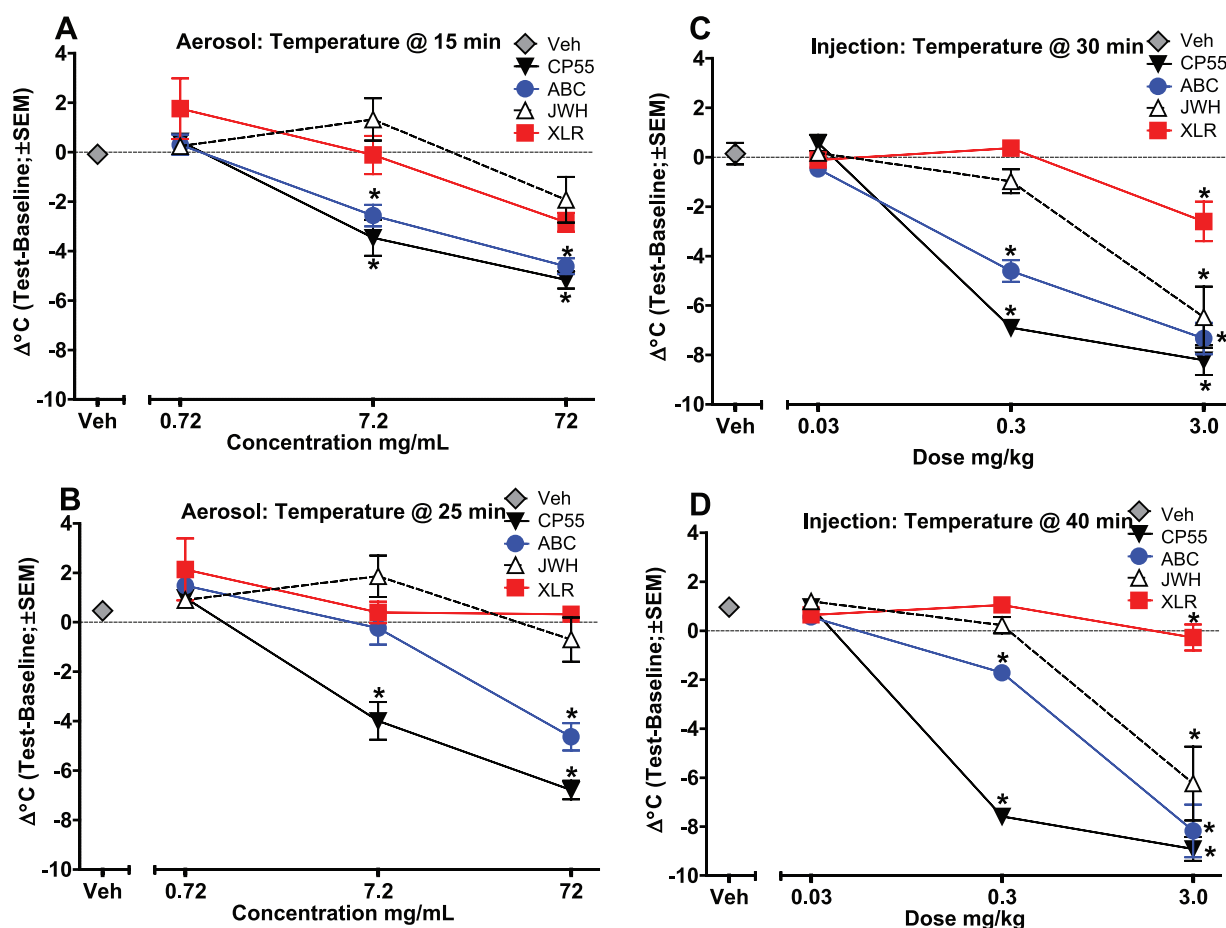 A
Aerosol: Temperature @ 15 min
Veh
CP55
ABC
JWH
XLR
Δ°C (Test-Baseline;±SEM)
4
2
0
-2
-4
-6
-8
-10
*
*
*
*
Veh
0.72
7.2
72
Concentration mg/mL
C
Injection: Temperature @ 30 min
Veh
CP55
ABC
JWH
XLR
Δ°C (Test-Baseline;±SEM)
4
2
0
-2
-4
-6
-8
-10
*
*
*
*
*
*
Veh
0.03
0.3
3.0
Dose mg/kg
B
Aerosol: Temperature @ 25 min
Veh
CP55
ABC
JWH
XLR
Δ°C (Test-Baseline;±SEM)
4
2
0
-2
-4
-6
-8
-10
*
*
*
Veh
0.72
7.2
72
Concentration mg/mL
D
Injection: Temperature @ 40 min
Veh
CP55
ABC
JWH
XLR
Δ°C (Test-Baseline;±SEM)
4
2
0
-2
-4
-6
-8
-10
*
*
*
*
*
*
Veh
0.03
0.3
3.0
Dose mg/kg